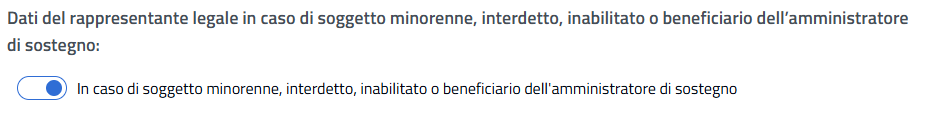 Dati del rappresentante legale in caso di soggetto minorenne, interdetto, inabilitato o beneficiario dell’amministratore
di sostegno:
In caso di soggetto minorenne, interdetto, inabilitato o beneficiario dell'amministratore di sostegno